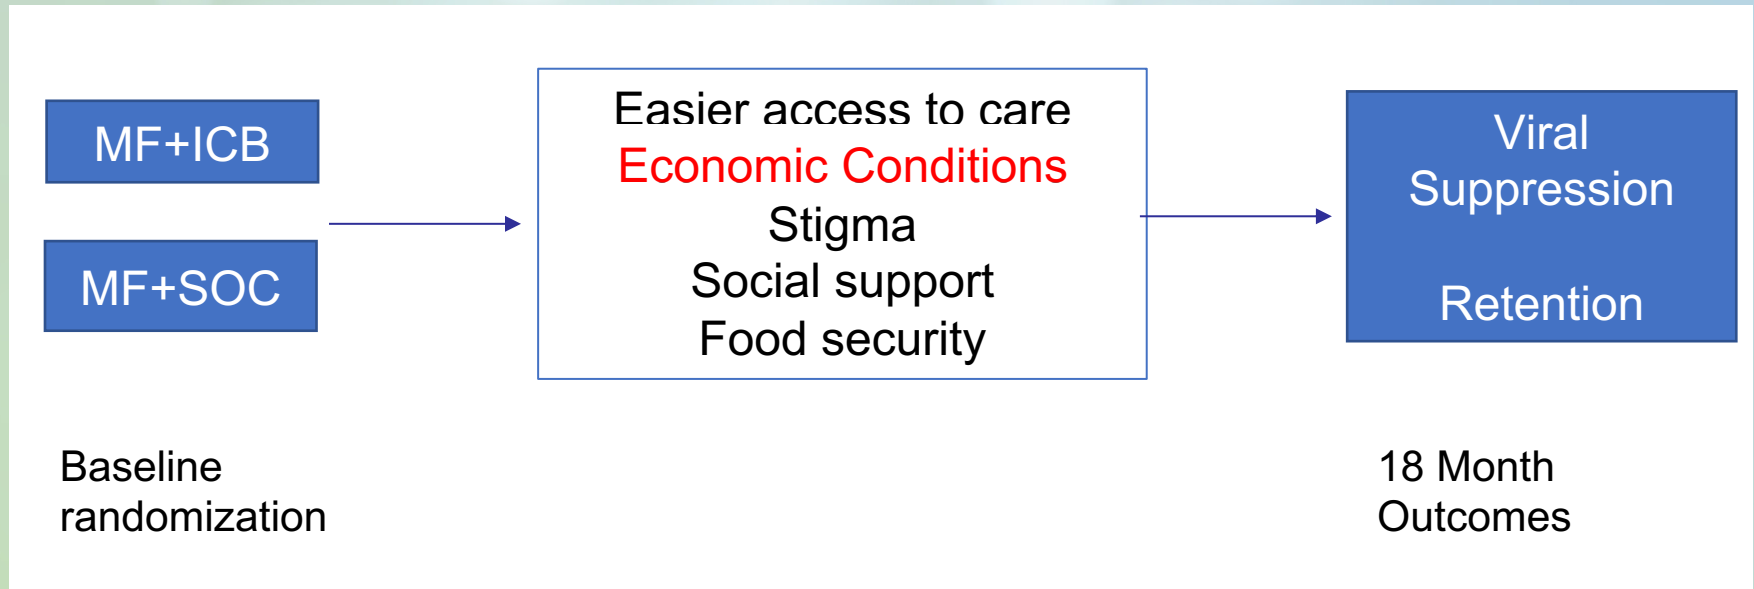 MF+ICB
MF+SOC
Easier access to care
Economic Conditions
Stigma
Social support
Food security
Viral
Suppression
Retention
Baseline
randomization
18 Month
Outcomes